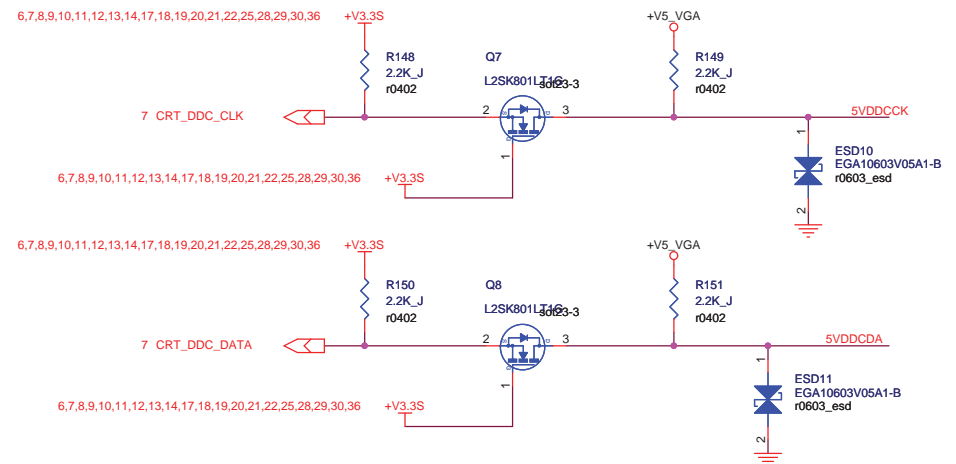 6,7,8,9,10,11,12,13,14,17,18,19,20,21,22,25,28,29,30,36 +V3.3S +V5_VGA
R148 Q7 R149
2.2K_J 2.2K_J
L2SK801LT1G sot23-3
r0402 r0402
7 CRT_DDC_CLK 2 3 5VDDCCK
1
1
ESD10
EGA10603V05A1-B
6,7,8,9,10,11,12,13,14,17,18,19,20,21,22,25,28,29,30,36 +V3.3S r0603_esd
2
6,7,8,9,10,11,12,13,14,17,18,19,20,21,22,25,28,29,30,36 +V3.3S +V5_VGA
R150 Q8 R151
2.2K_J 2.2K_J
L2SK801LT1G sot23-3
r0402 r0402
7 CRT_DDC_DATA 2 3 5VDDCDA
1
1
ESD11
EGA10603V05A1-B
6,7,8,9,10,11,12,13,14,17,18,19,20,21,22,25,28,29,30,36 +V3.3S r0603_esd
2